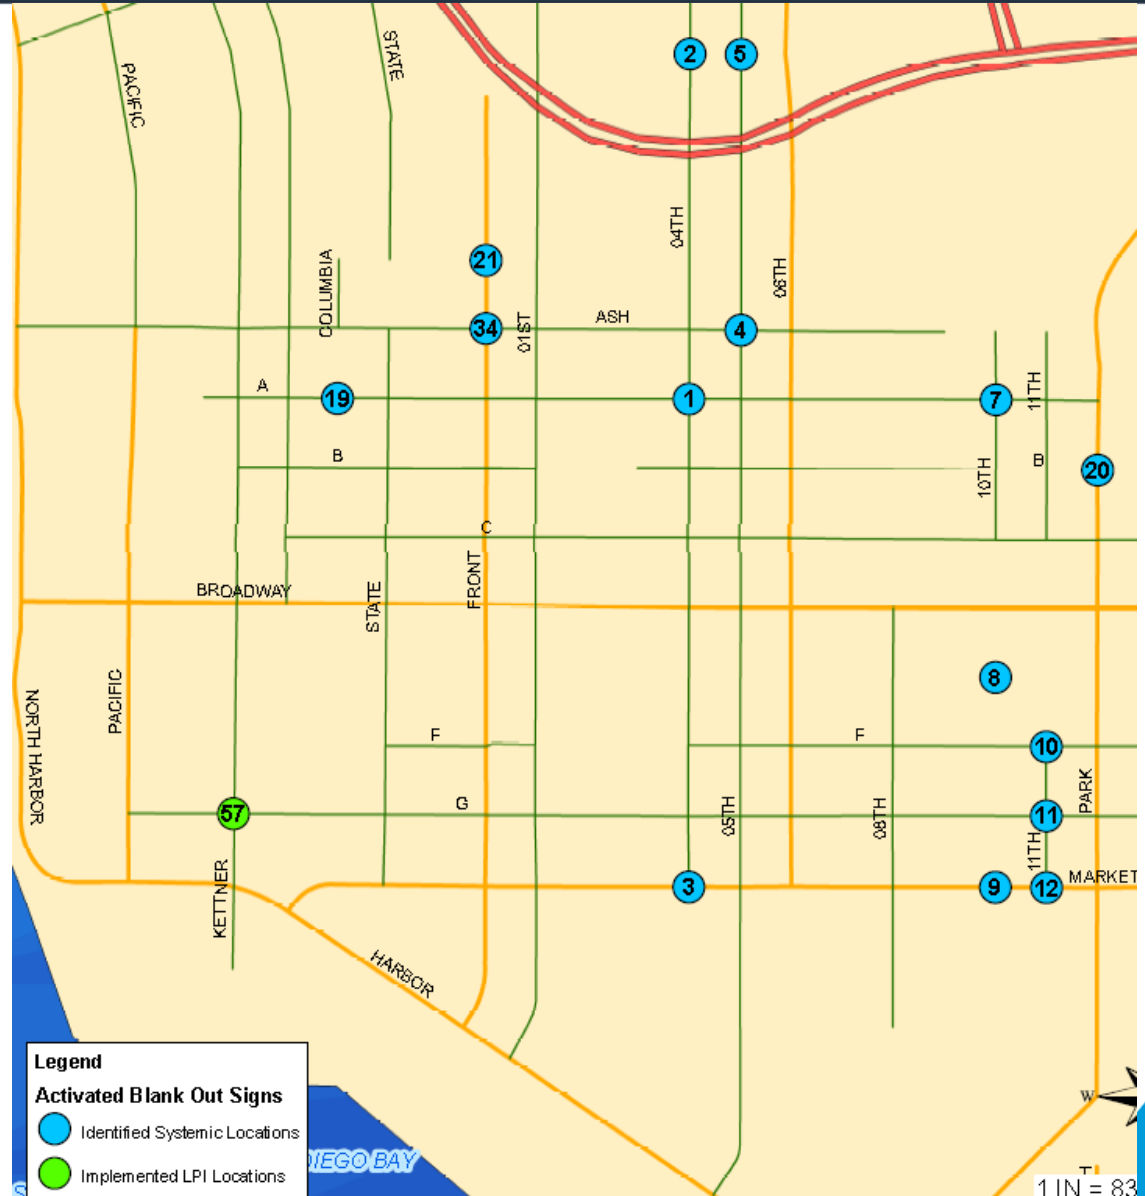 STATE
2
5
PACIFIC
04TH
COLUMBIA
21
06TH
01ST
34
ASH
4
A
19
1
7
11TH
B
10TH
B
20
C
FRONT
BROADWAY
STATE
PACIFIC
8
NORTH HARBOR
F
F
10
57
G
05TH
08TH
11
PARK
11TH
KETTNER
3
9
12
MARKET
HARBOR
Legend
Activated Blank Out Signs
Identified Systemic Locations
Implemented LPI Locations
W
DIEGO BAY
1 IN = 83